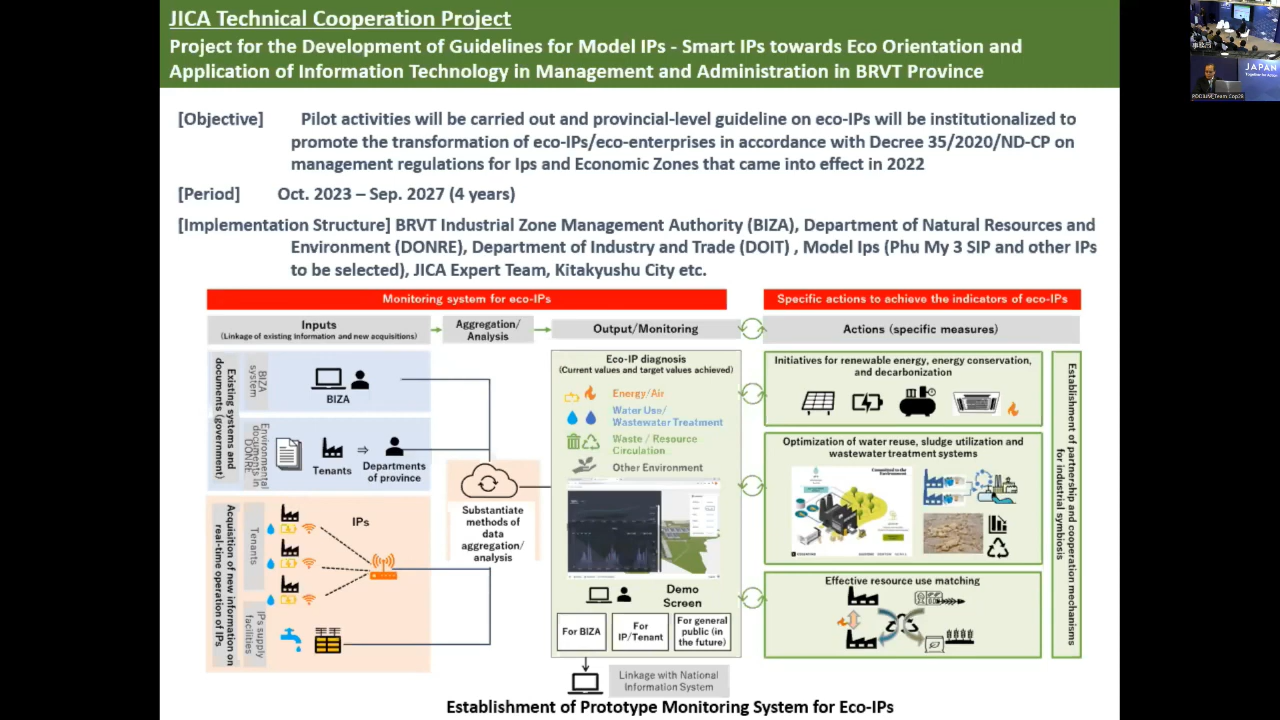 JICA Technical Cooperation Project
Project for the Development of Guidelines for Model IPs - Smart IPs towards Eco Orientation and
Application of Information Technology in Management and Administration in BRVT Province
[Objective] Pilot activities will be carried out and provincial-level guideline on eco-IPs will be institutionalized to
promote the transformation of eco-IPs/eco-enterprises in accordance with Decree 35/2020/ND-CP on
management regulations for Ips and Economic Zones that came into effect in 2022
[Period] Oct. 2023 – Sep. 2027 (4 years)
[Implementation Structure] BRVT Industrial Zone Management Authority (BIZA), Department of Natural Resources and
Environment (DONRE), Department of Industry and Trade (DOIT) , Model Ips (Phu My 3 SIP and other IPs
to be selected), JICA Expert Team, Kitakyushu City etc.
Monitoring system for eco-IPs
Specific actions to achieve the indicators of eco-IPs
Inputs
(Linkage of existing Information and new acquisitions)
Aggregation/
Analysis
Output/Monitoring
Actions (specific measures)
Existing systems and
documents (government)
BIZA
system
BIZA
Environmental
documents in
DONRE
Tenants
Departments
of province
Acquisition of new information on
real-time operation of IPs
Tenants
IPs
IPs supply
facilities
Substantiate
methods of
data
aggregation/
analysis
Eco-IP diagnosis
(Current values and target values achieved)
Energy/Air
Water Use/
Wastewater Treatment
Waste / Resource
Circulation
Other Environment
Demo
Screen
For BIZA
For
IP/Tenant
For general
public (in
the future)
Linkage with National
Information System
Initiatives for renewable energy, energy conservation,
and decarbonization
Optimization of water reuse, sludge utilization and
wastewater treatment systems
Committed to the
Environment
Effective resource use matching
Establishment of partnership and cooperation mechanisms
for industrial symbiosis
Establishment of Prototype Monitoring System for Eco-IPs
JAPAN